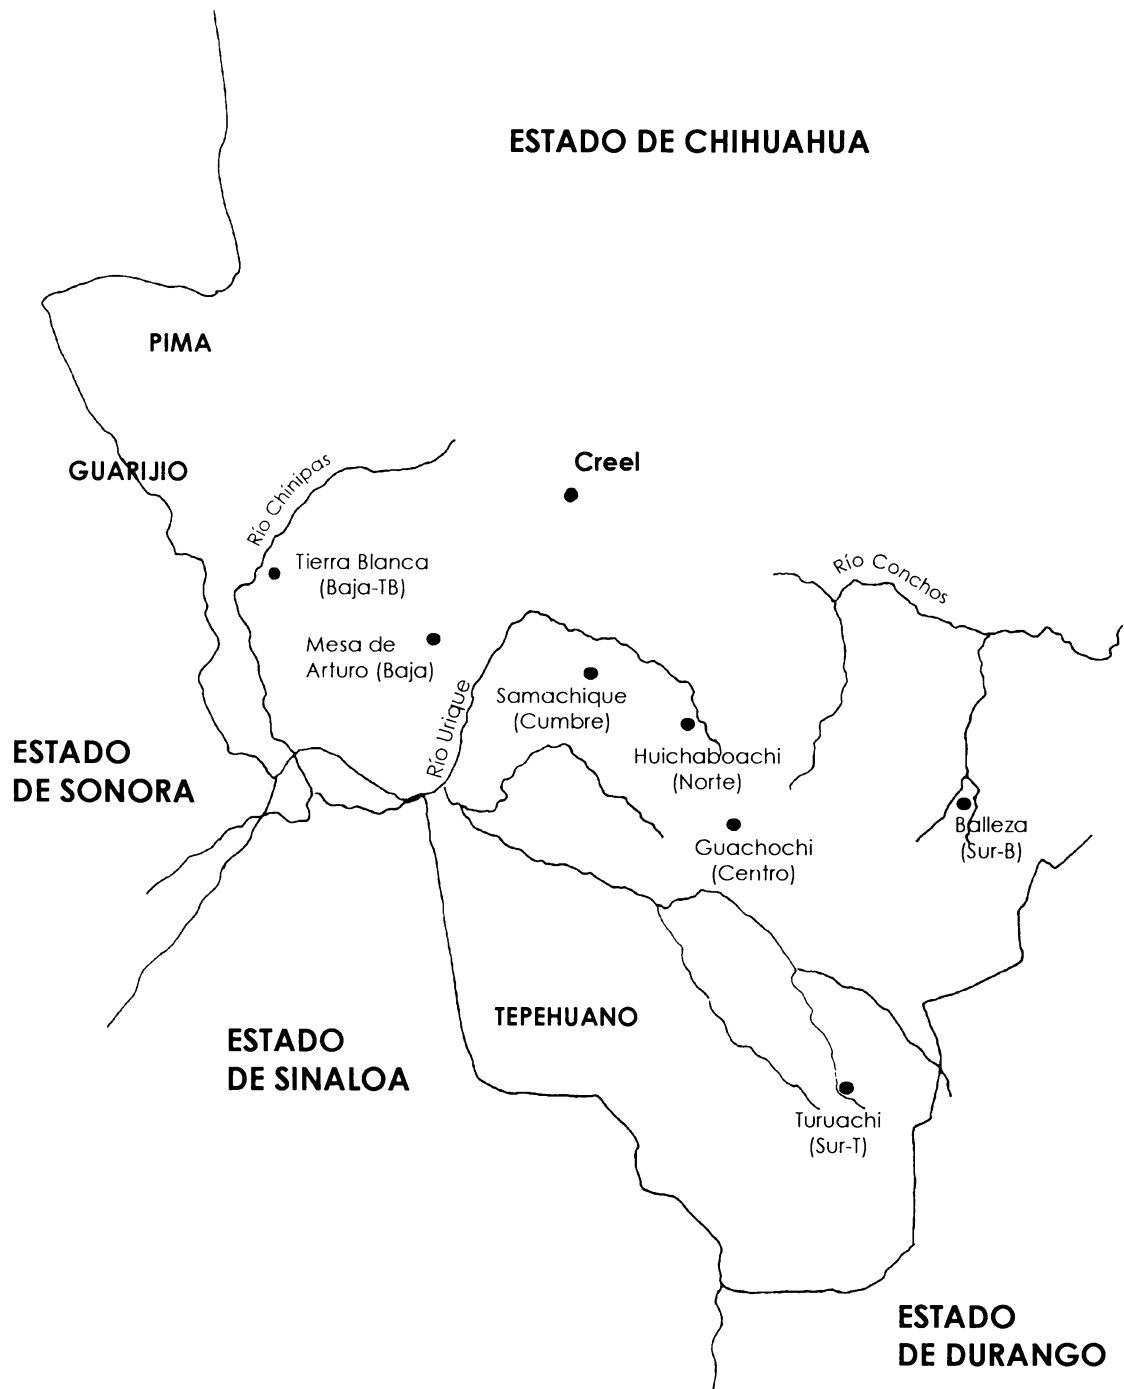 ESTADO DE CHIHUAHUA
PIMA
GUARIJIO
Río Chínipas
Creel
Tierra Blanca
(Baja-TB)
Río Conchos
Mesa de
Arturo (Baja)
Río Urique
Samachique
(Cumbre)
Huichaboachi
(Norte)
ESTADO
DE SONORA
Guachochi
(Centro)
Balleza
(Sur-B)
TEPEHUANO
ESTADO
DE SINALOA
Turuachi
(Sur-T)
ESTADO
DE DURANGO